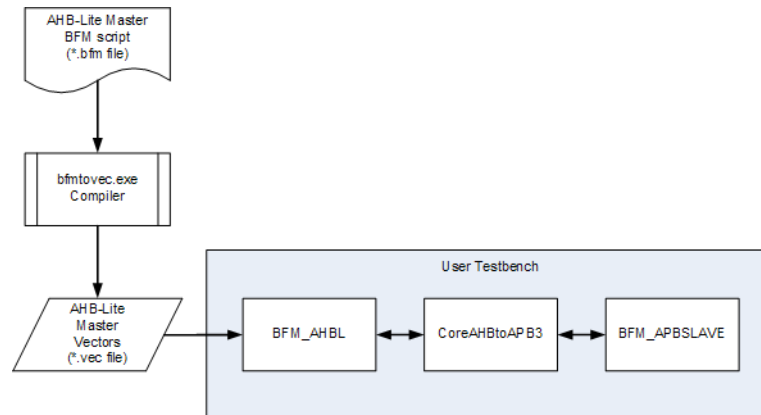 AHB-Lite Master
BFM script
(*.bfm file)
bfmtovec.exe
Compiler
User Testbench
AHB-Lite
Master
Vectors
(*.vec file)
BFM_AHBL
CoreAHBtoAPB3
BFM_APBSLAVE